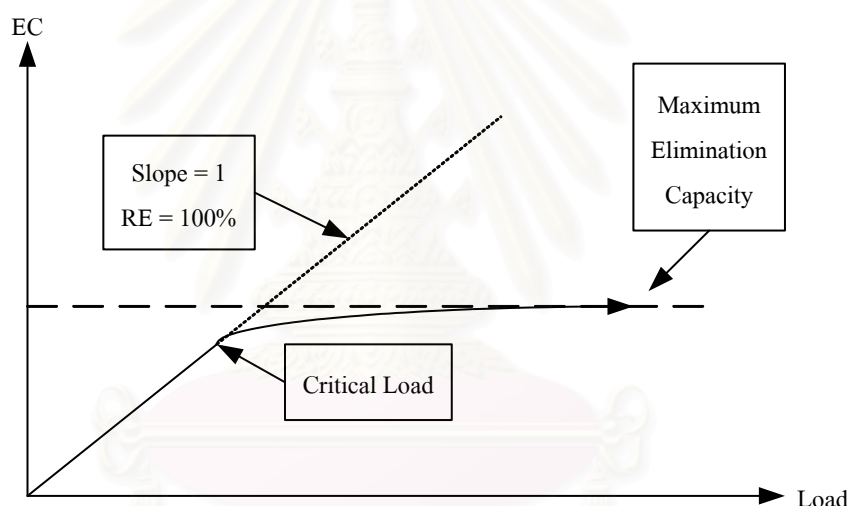 EC
Maximum
Elimination
Capacity
Slope = 1
RE = 100%
Critical Load
Load